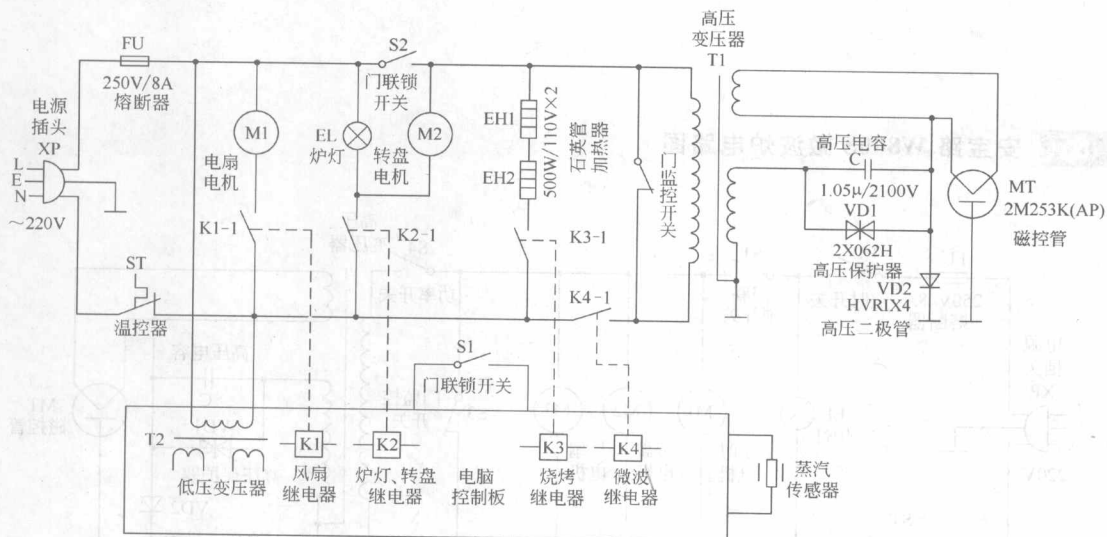 FU
250V/8A
熔断器
电源
插头
XP
L
E
N
～220V
ST
温控器
M1
电扇
电机
K1-1
EL
炉灯
S2
门联锁
开关
M2
转盘
电机
K2-1
EH1
EH2
500W/110V×2
石英管
加热器
K3-1
K4-1
门监控开关
高压
变压器
T1
高压电容
C
1.05μ/2100V
VD1
2X062H
高压保护器
VD2
HVRIX4
高压二极管
MT
2M253K(AP)
磁控管
S1
门联锁开关
T2
低压变压器
K1
风扇
继电器
K2
炉灯、转盘
继电器
电脑
控制板
K3
烧烤
继电器
K4
微波
继电器
蒸汽
传感器